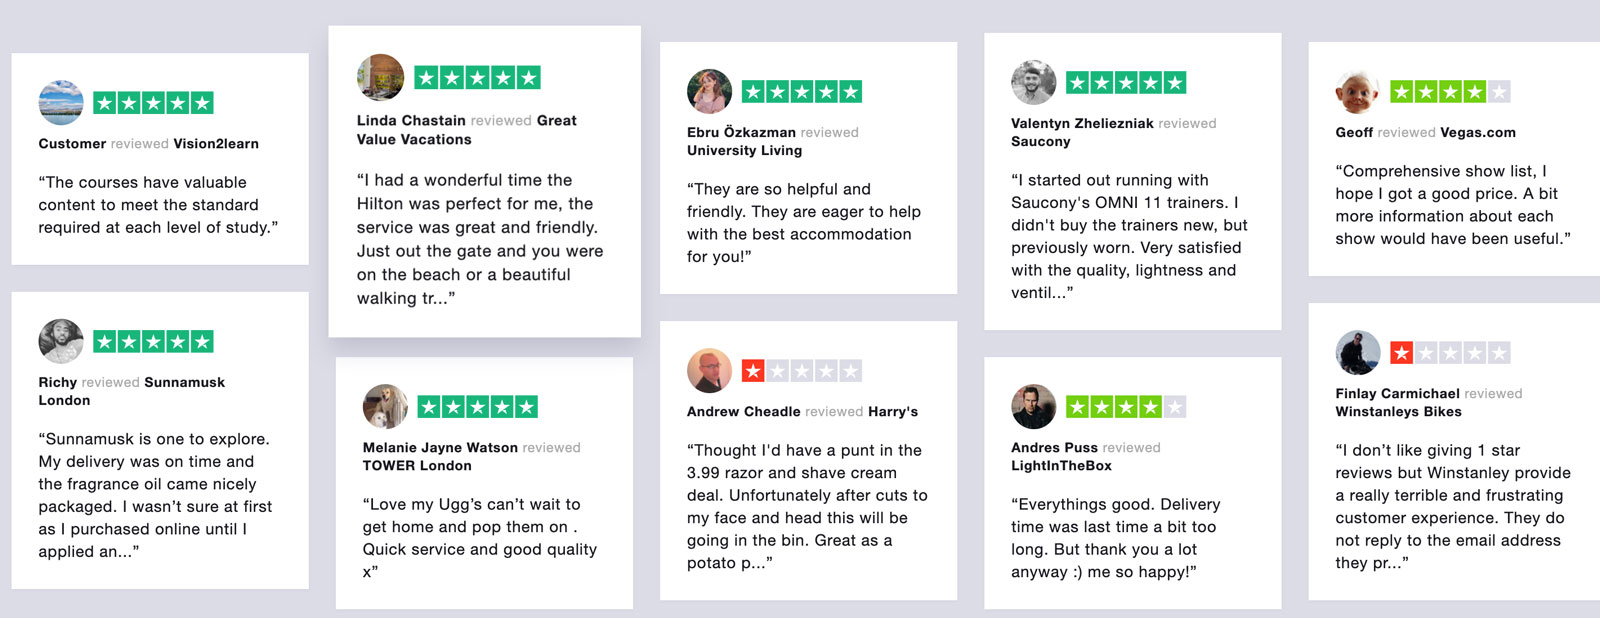 Customer reviewed Vision2learn
“The courses have valuable
content to meet the standard
required at each level of study.”
Richy reviewed Sunnamusk
London
“Sunnamusk is one to explore.
My delivery was on time and
the fragrance oil came nicely
packaged. I wasn’t sure at first
as I purchased online until I
applied an...”
Linda Chastain reviewed Great
Value Vacations
“I had a wonderful time the
Hilton was perfect for me, the
service was great and friendly.
Just out the gate and you were
on the beach or a beautiful
walking tr...”
Melanie Jayne Watson reviewed
TOWER London
“Love my Ugg’s can’t wait to
get home and pop them on .
Quick service and good quality
x”
Ebru Özkazman reviewed
University Living
“They are so helpful and
friendly. They are eager to help
with the best accommodation
for you!”
Andrew Cheadle reviewed Harry's
“Thought I'd have a punt in the
3.99 razor and shave cream
deal. Unfortunately after cuts to
my face and head this will be
going in the bin. Great as a
potato p...”
Valentyn Zheliezniak reviewed
Saucony
“I started out running with
Saucony's OMNI 11 trainers. I
didn't buy the trainers new, but
previously worn. Very satisfied
with the quality, lightness and
ventil...”
Andres Puss reviewed
LightInTheBox
“Everythings good. Delivery
time was last time a bit too
long. But thank you a lot
anyway :) me so happy!”
Geoff reviewed Vegas.com
“Comprehensive show list, I
hope I got a good price. A bit
more information about each
show would have been useful.”
Finlay Carmichael reviewed
Winstanleys Bikes
“I don’t like giving 1 star
reviews but Winstanley provide
a really terrible and frustrating
customer experience. They do
not reply to the email address
they pr...”